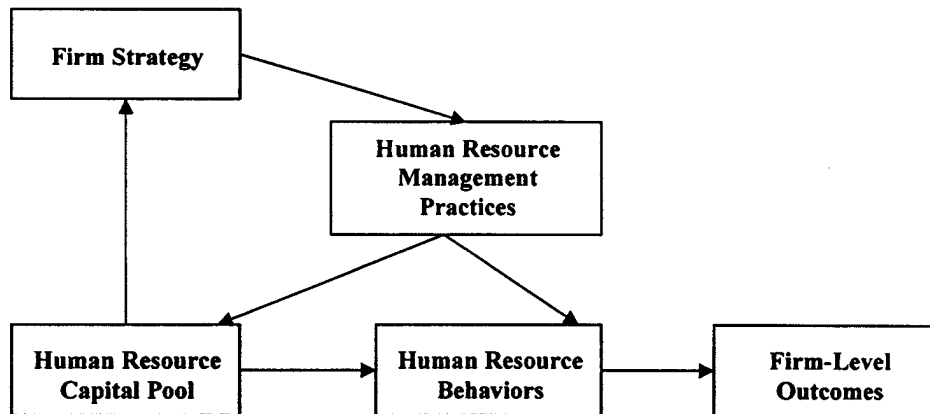 Firm Strategy
Human Resource
Management
Practices
Human Resource
Capital Pool
Human Resource
Behaviors
Firm-Level
Outcomes